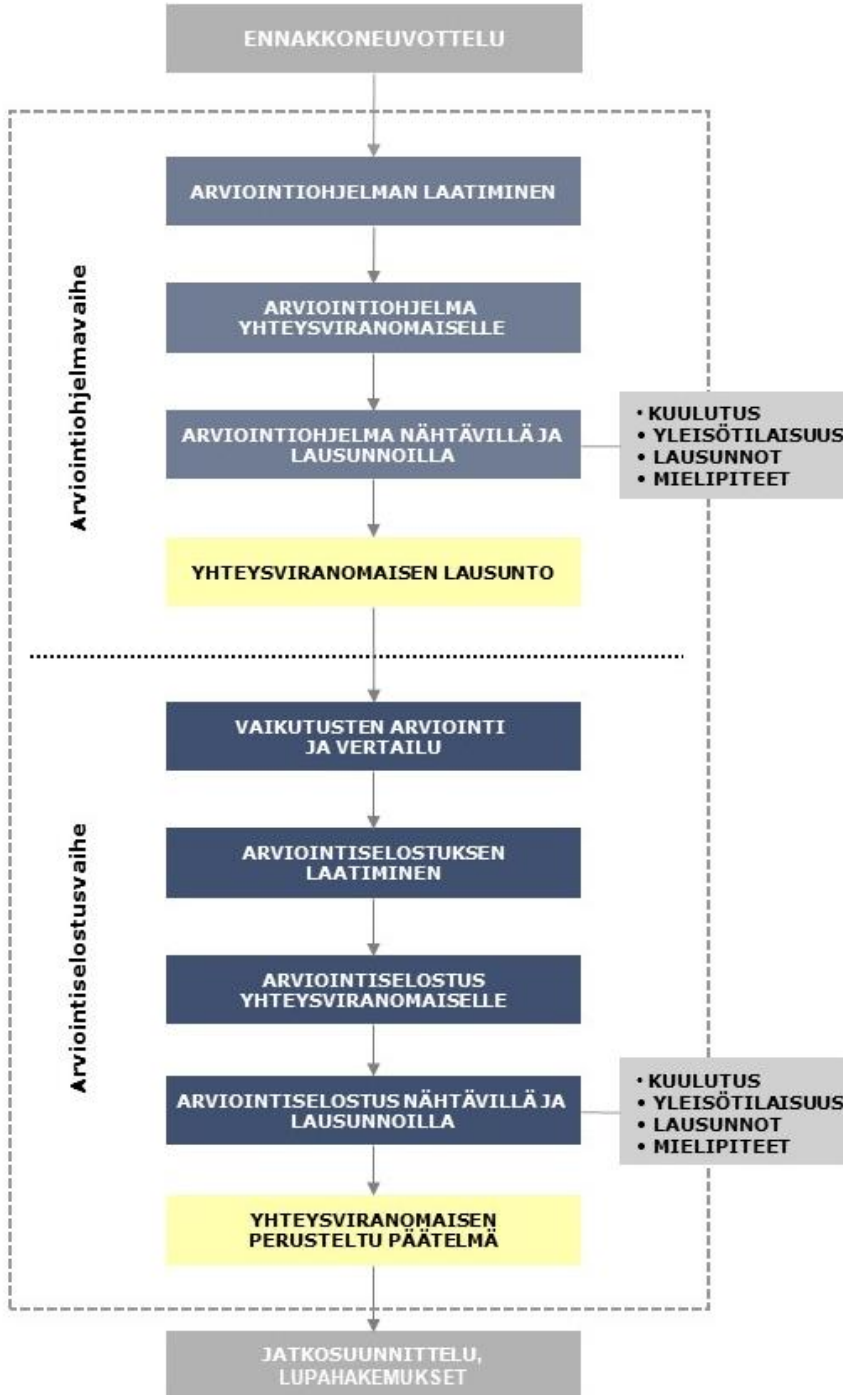 ENNAKKONEUVOTTELU
Arviointiohjelmavaihe
ARVIOINTIOHJELMAN LAATIMINEN
ARVIOINTIOHJELMA
YHTEYSVIRANOMAISELLE
ARVIOINTIOHJELMA NÄHTÄVILLÄ JA
LAUSUNNOILLA
• KUULUTUS
• YLEISÖTILAISUUS
• LAUSUNNOT
• MIELIPITEET
YHTEYSVIRANOMAISEN LAUSUNTO
Arviointiselostusvaihe
VAIKUTUSTEN ARVIOINTI
JA VERTAILU
ARVIOINTISELOSTUKSEN
LAATIMINEN
ARVIOINTISELOSTUS
YHTEYSVIRANOMAISELLE
ARVIOINTISELOSTUS NÄHTÄVILLÄ JA
LAUSUNNOILLA
• KUULUTUS
• YLEISÖTILAISUUS
• LAUSUNNOT
• MIELIPITEET
YHTEYSVIRANOMAISEN
PERUSTELTU PÄÄTELMÄ
JATKOSUUNNITTELU,
LUPAHAKEMUKSET